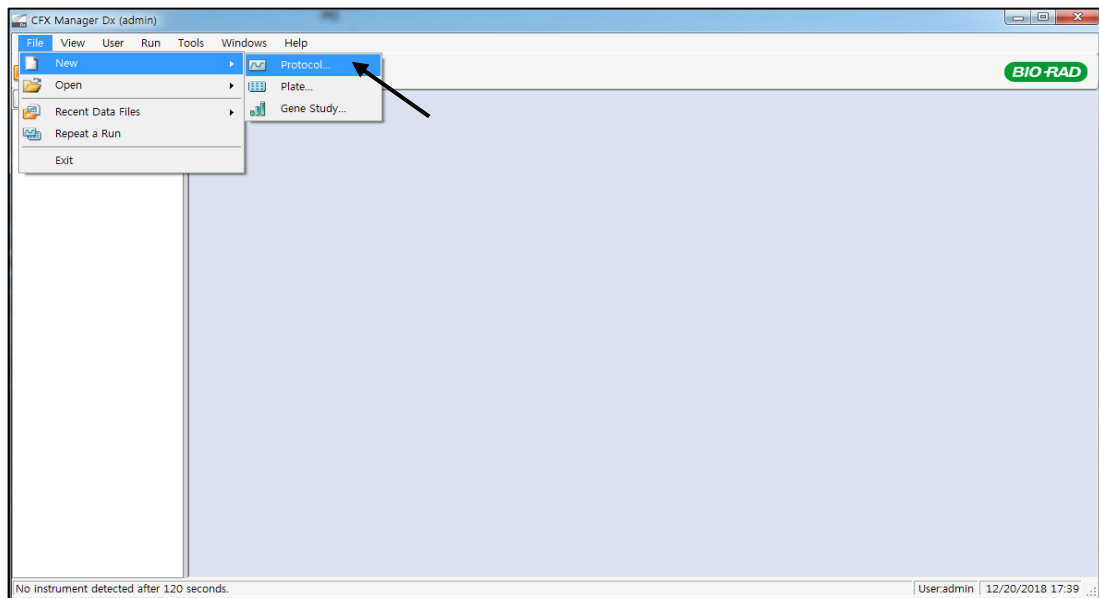 CFX Manager Dx (admin)
File View User Run Tools Windows Help
New
Open
Recent Data Files
Repeat a Run
Exit
Protocol...
Plate...
Gene Study...
BIO-RAD
No instrument detected after 120 seconds.
User:admin 12/20/2018 17:39